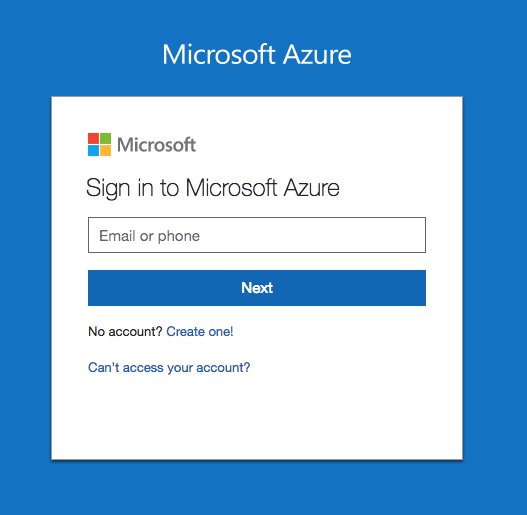 Microsoft Azure
Microsoft
Sign in to Microsoft Azure
Email or phone
Next
No account? Create one!
Can't access your account?